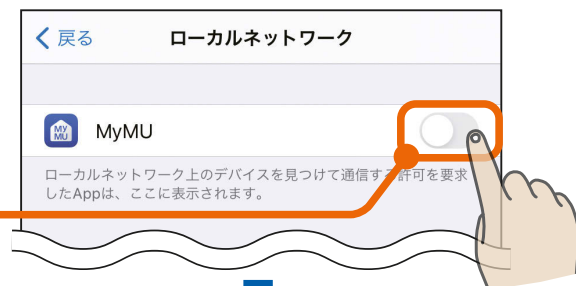 戻る
ローカルネットワーク
MY
MU
MyMU
ローカルネットワーク上のデバイスを見つけて通信する許可を要求
したAppは、ここに表示されます。